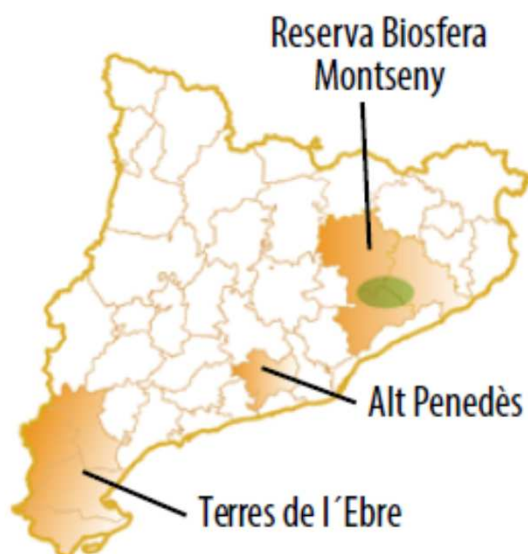 Reserva Biosfera
Montseny
Alt Penedès
Terres de l´Ebre